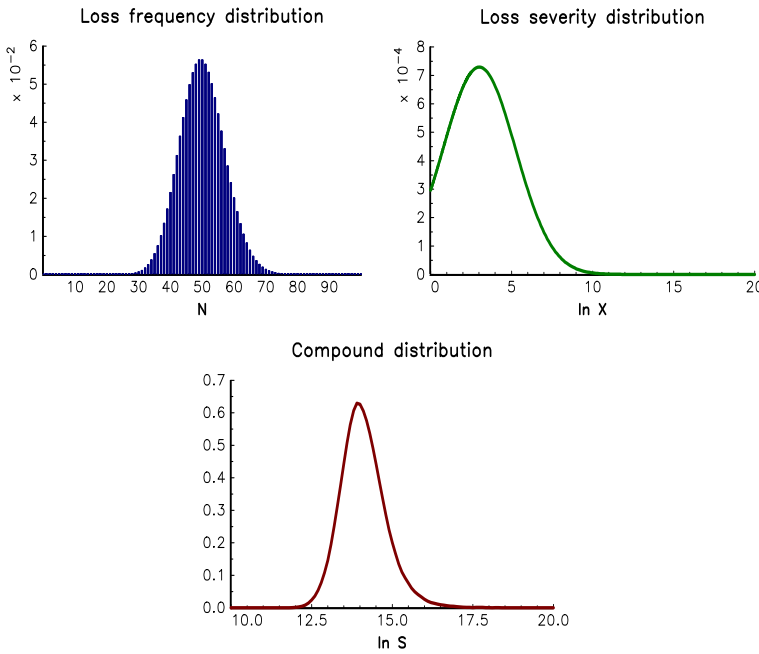 Loss frequency distribution
× 10⁻²
6
5
4
3
2
1
0
10 20 30 40 50 60 70 80 90
N
Loss severity distribution
× 10⁻⁴
8
7
6
5
4
3
2
1
0
0 5 10 15 20
ln X
Compound distribution
0.7
0.6
0.5
0.4
0.3
0.2
0.1
0.0
10.0 12.5 15.0 17.5 20.0
ln S